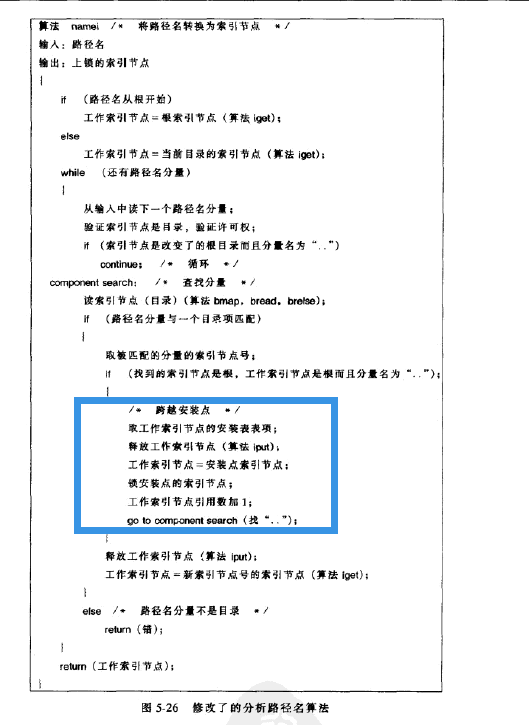 算法 namei /* 将路径名转换为索引节点 */
输入：路径名
输出：上锁的索引节点
{
if （路径名从根开始）
工作索引节点＝根索引节点（算法 iget）；
else
工作索引节点＝当前目录的索引节点（算法 iget）；
while （还有路径名分量）
{
从输入中读下一个路径名分量；
验证索引节点是目录，验证许可权；
if （索引节点是改变了的根目录而且分量名为“..”）
continue； /* 循环 */
component search： /* 查找分量 */
读索引节点（目录）（算法 bmap，bread，brelse）；
if （路径名分量与一个目录项匹配）
{
取被匹配的分量的索引节点号；
if （找到的索引节点是根，工作索引节点是根而且分量名为“..”）；
{
/* 跨越安装点 */
取工作索引节点的安装表表项；
释放工作索引节点（算法 iput）；
工作索引节点＝安装点索引节点；
锁安装点的索引节点；
工作索引节点引用数加 1；
go to component search（找“..”）；
}
释放工作索引节点（算法 iput）；
工作索引节点＝新索引节点号的索引节点（算法 iget）；
}
else /* 路径名分量不是目录 */
return（错）；
}
return（工作索引节点）；
}
图 5-26 修改了的分析路径名算法